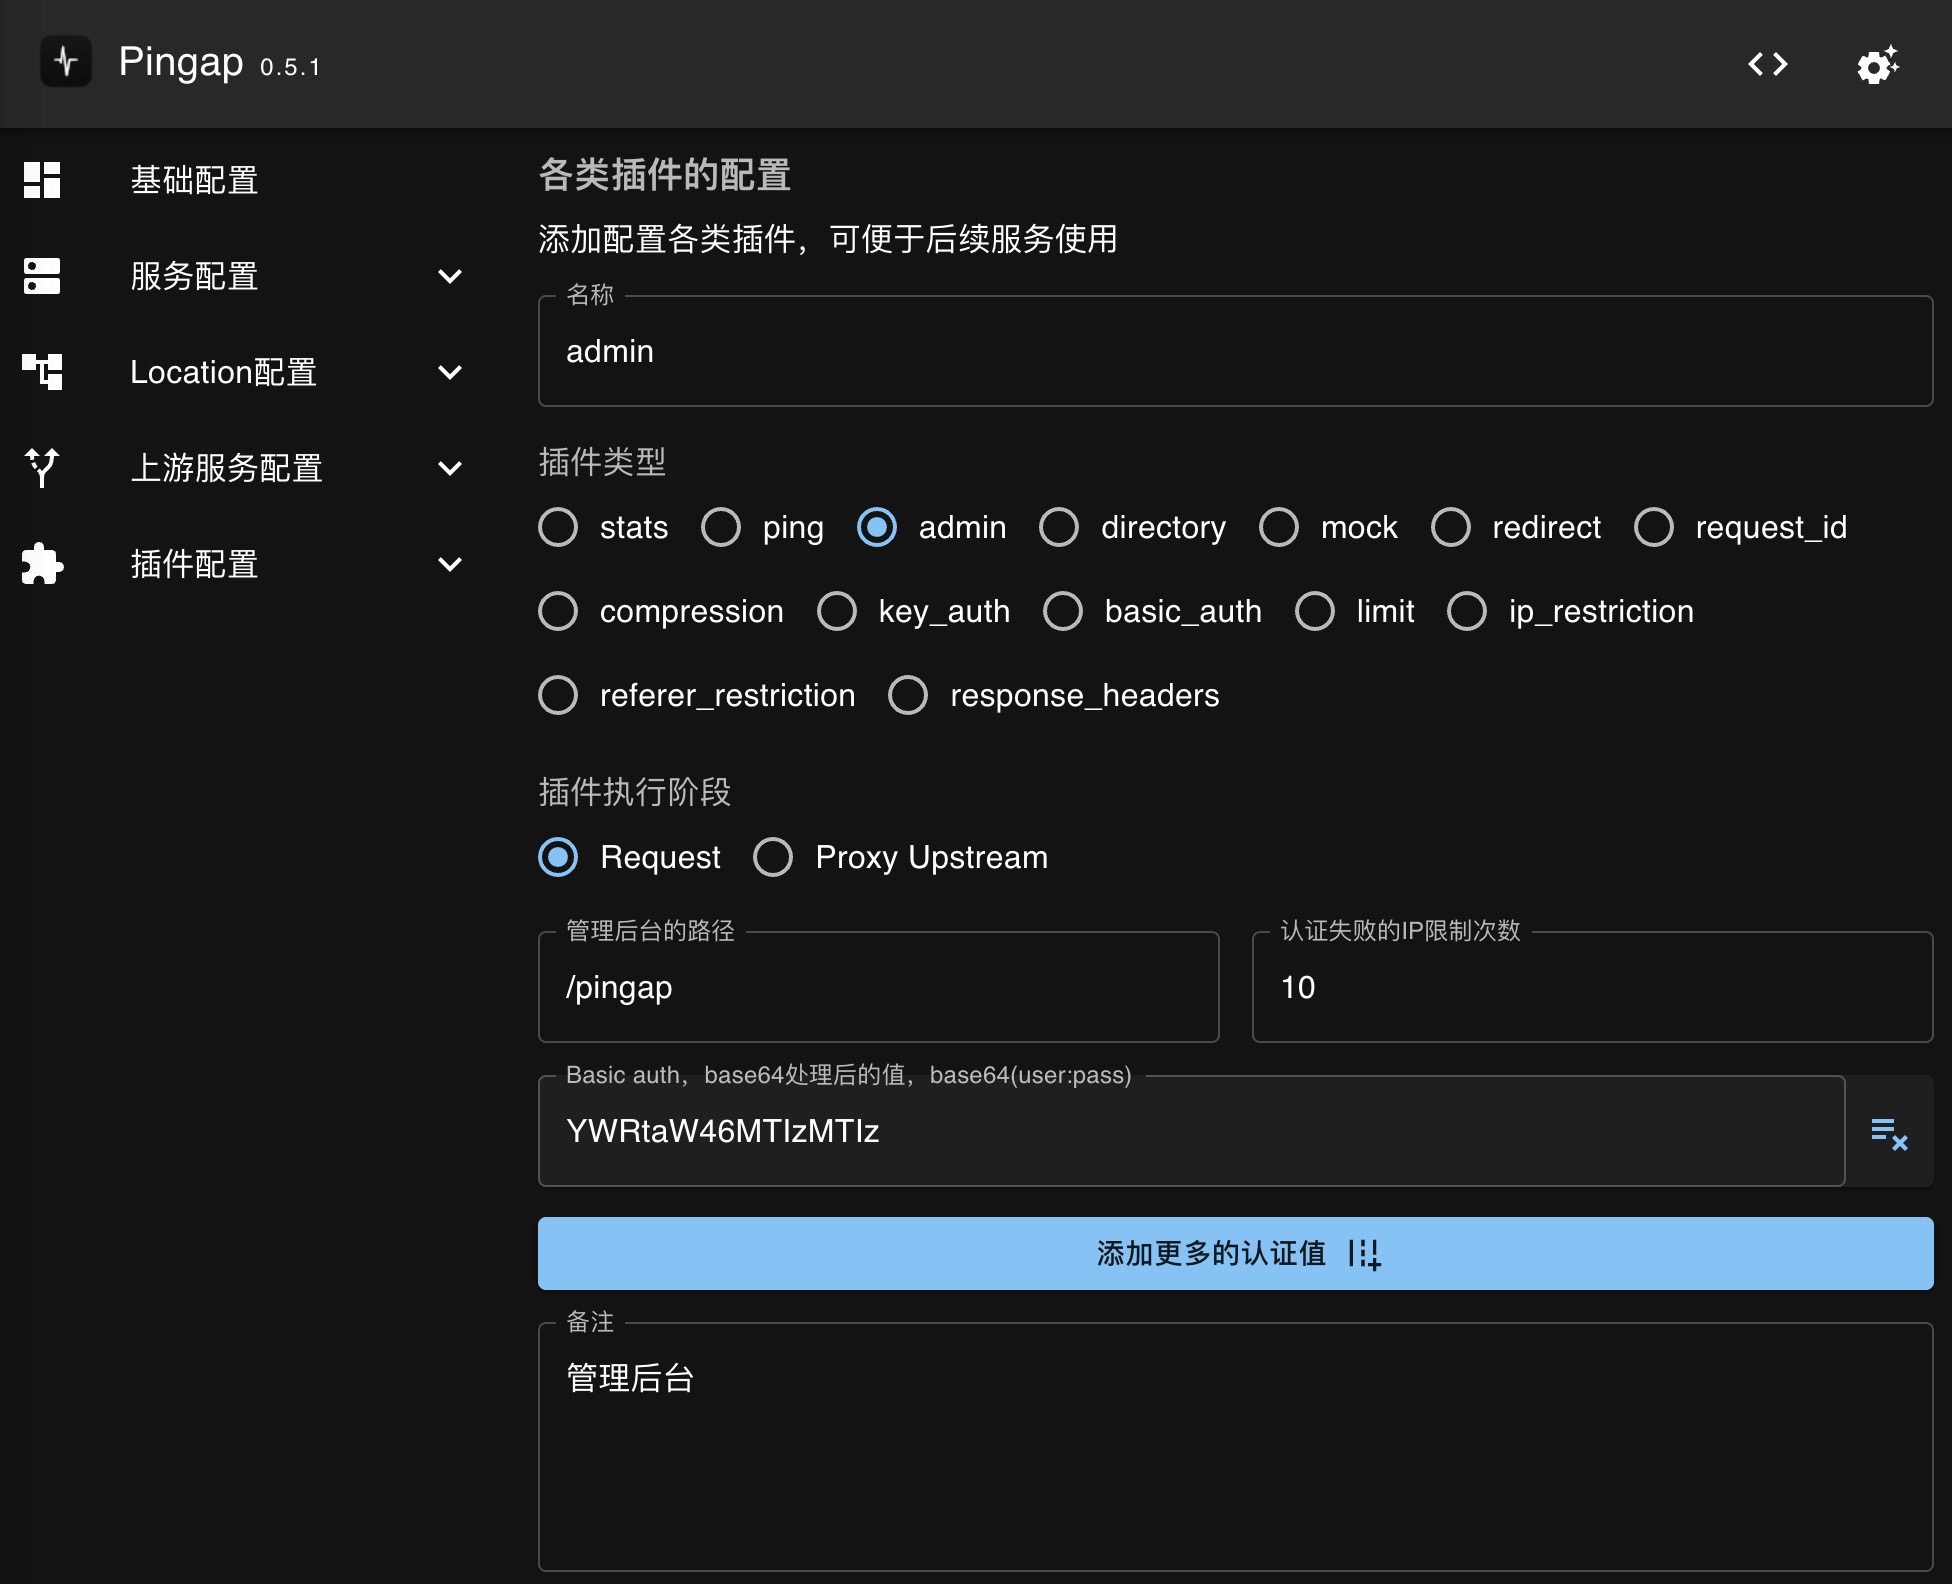 Pingap 0.5.1
基础配置
服务配置
Location配置
上游服务配置
插件配置
各类插件的配置
添加配置各类插件，可便于后续服务使用
名称
admin
插件类型
stats ping admin directory mock redirect request_id
compression key_auth basic_auth limit ip_restriction
referer_restriction response_headers
插件执行阶段
Request Proxy Upstream
管理后台的路径
/pingap
认证失败的IP限制次数
10
Basic auth，base64处理后的值，base64(user:pass)
YWRtaW46MTIzMTIz
添加更多的认证值
备注
管理后台